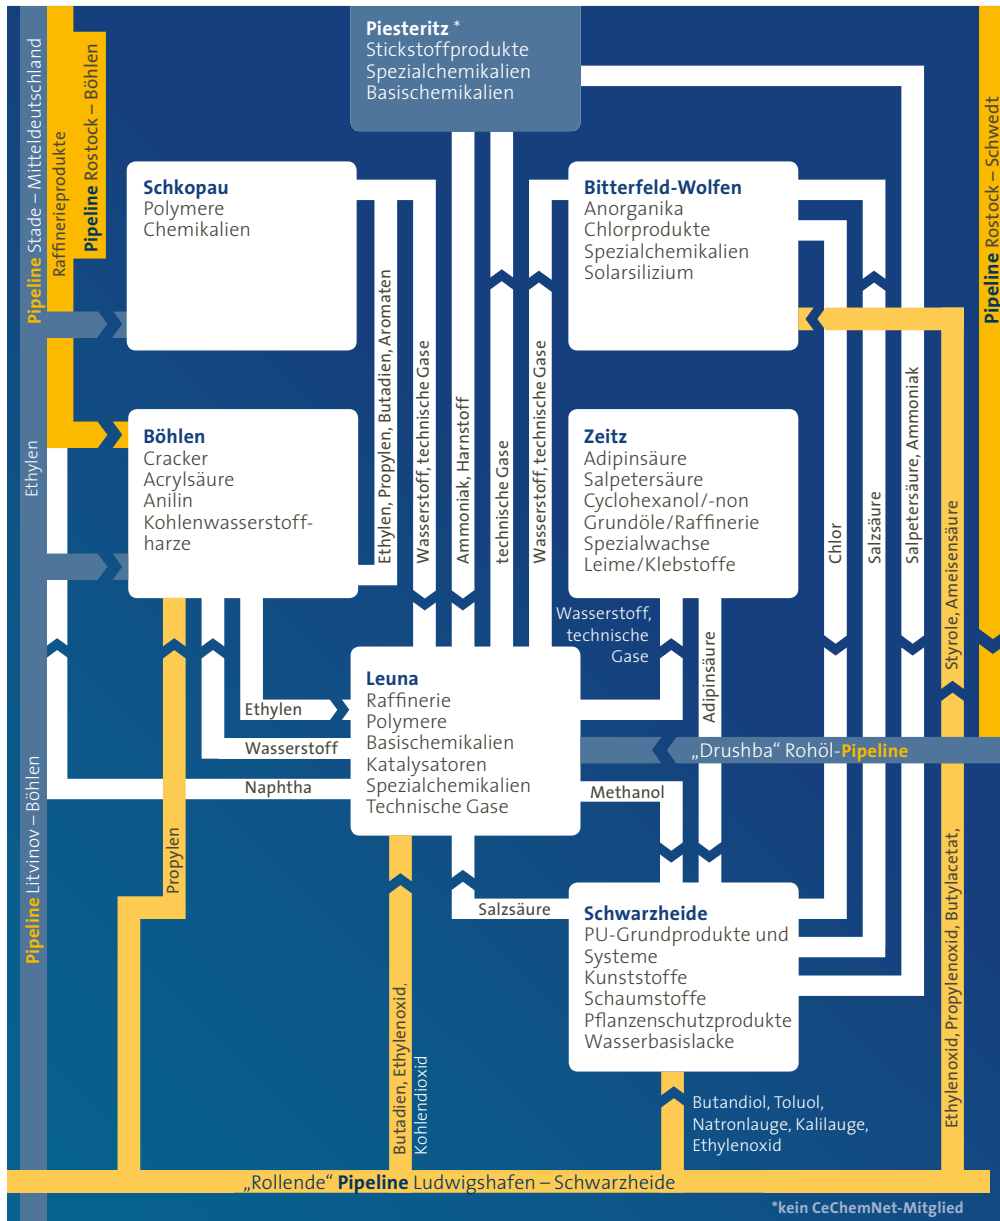 Piesteritz *
Stickstoffprodukte
Spezialchemikalien
Basischemikalien
Pipeline Stade – Mitteldeutschland
Raffinerieprodukte
Pipeline Rostock – Böhlen
Pipeline Rostock – Schwedt
Schkopau
Polymere
Chemikalien
Bitterfeld-Wolfen
Anorganika
Chlorprodukte
Spezialchemikalien
Solarsilizium
Ethylen, Propylen, Butadien, Aromaten
Wasserstoff, technische Gase
Ammoniak, Harnstoff
technische Gase
Wasserstoff, technische Gase
Ethylen
Böhlen
Cracker
Acrylsäure
Anilin
Kohlenwasserstoff-
harze
Zeitz
Adipinsäure
Salpetersäure
Cyclohexanol/-non
Grundöle/Raffinerie
Spezialwachse
Leime/Klebstoffe
Chlor
Salzsäure
Salpetersäure, Ammoniak
Styrole, Ameisensäure
Wasserstoff,
technische
Gase
Adipinsäure
Leuna
Raffinerie
Polymere
Basischemikalien
Katalysatoren
Spezialchemikalien
Technische Gase
Ethylen
Wasserstoff
Naphtha
„Drushba“ Rohöl-Pipeline
Methanol
Pipeline Litvinov – Böhlen
Propylen
Salzsäure
Schwarzheide
PU-Grundprodukte und
Systeme
Kunststoffe
Schaumstoffe
Pflanzenschutzprodukte
Wasserbasislacke
Butadien, Ethylenoxid,
Kohlendioxid
Butandiol, Toluol,
Natronlauge, Kalilauge,
Ethylenoxid
Ethylenoxid, Propylenoxid, Butylacetat,
„Rollende“ Pipeline Ludwigshafen – Schwarzheide
*kein CeChemNet-Mitglied